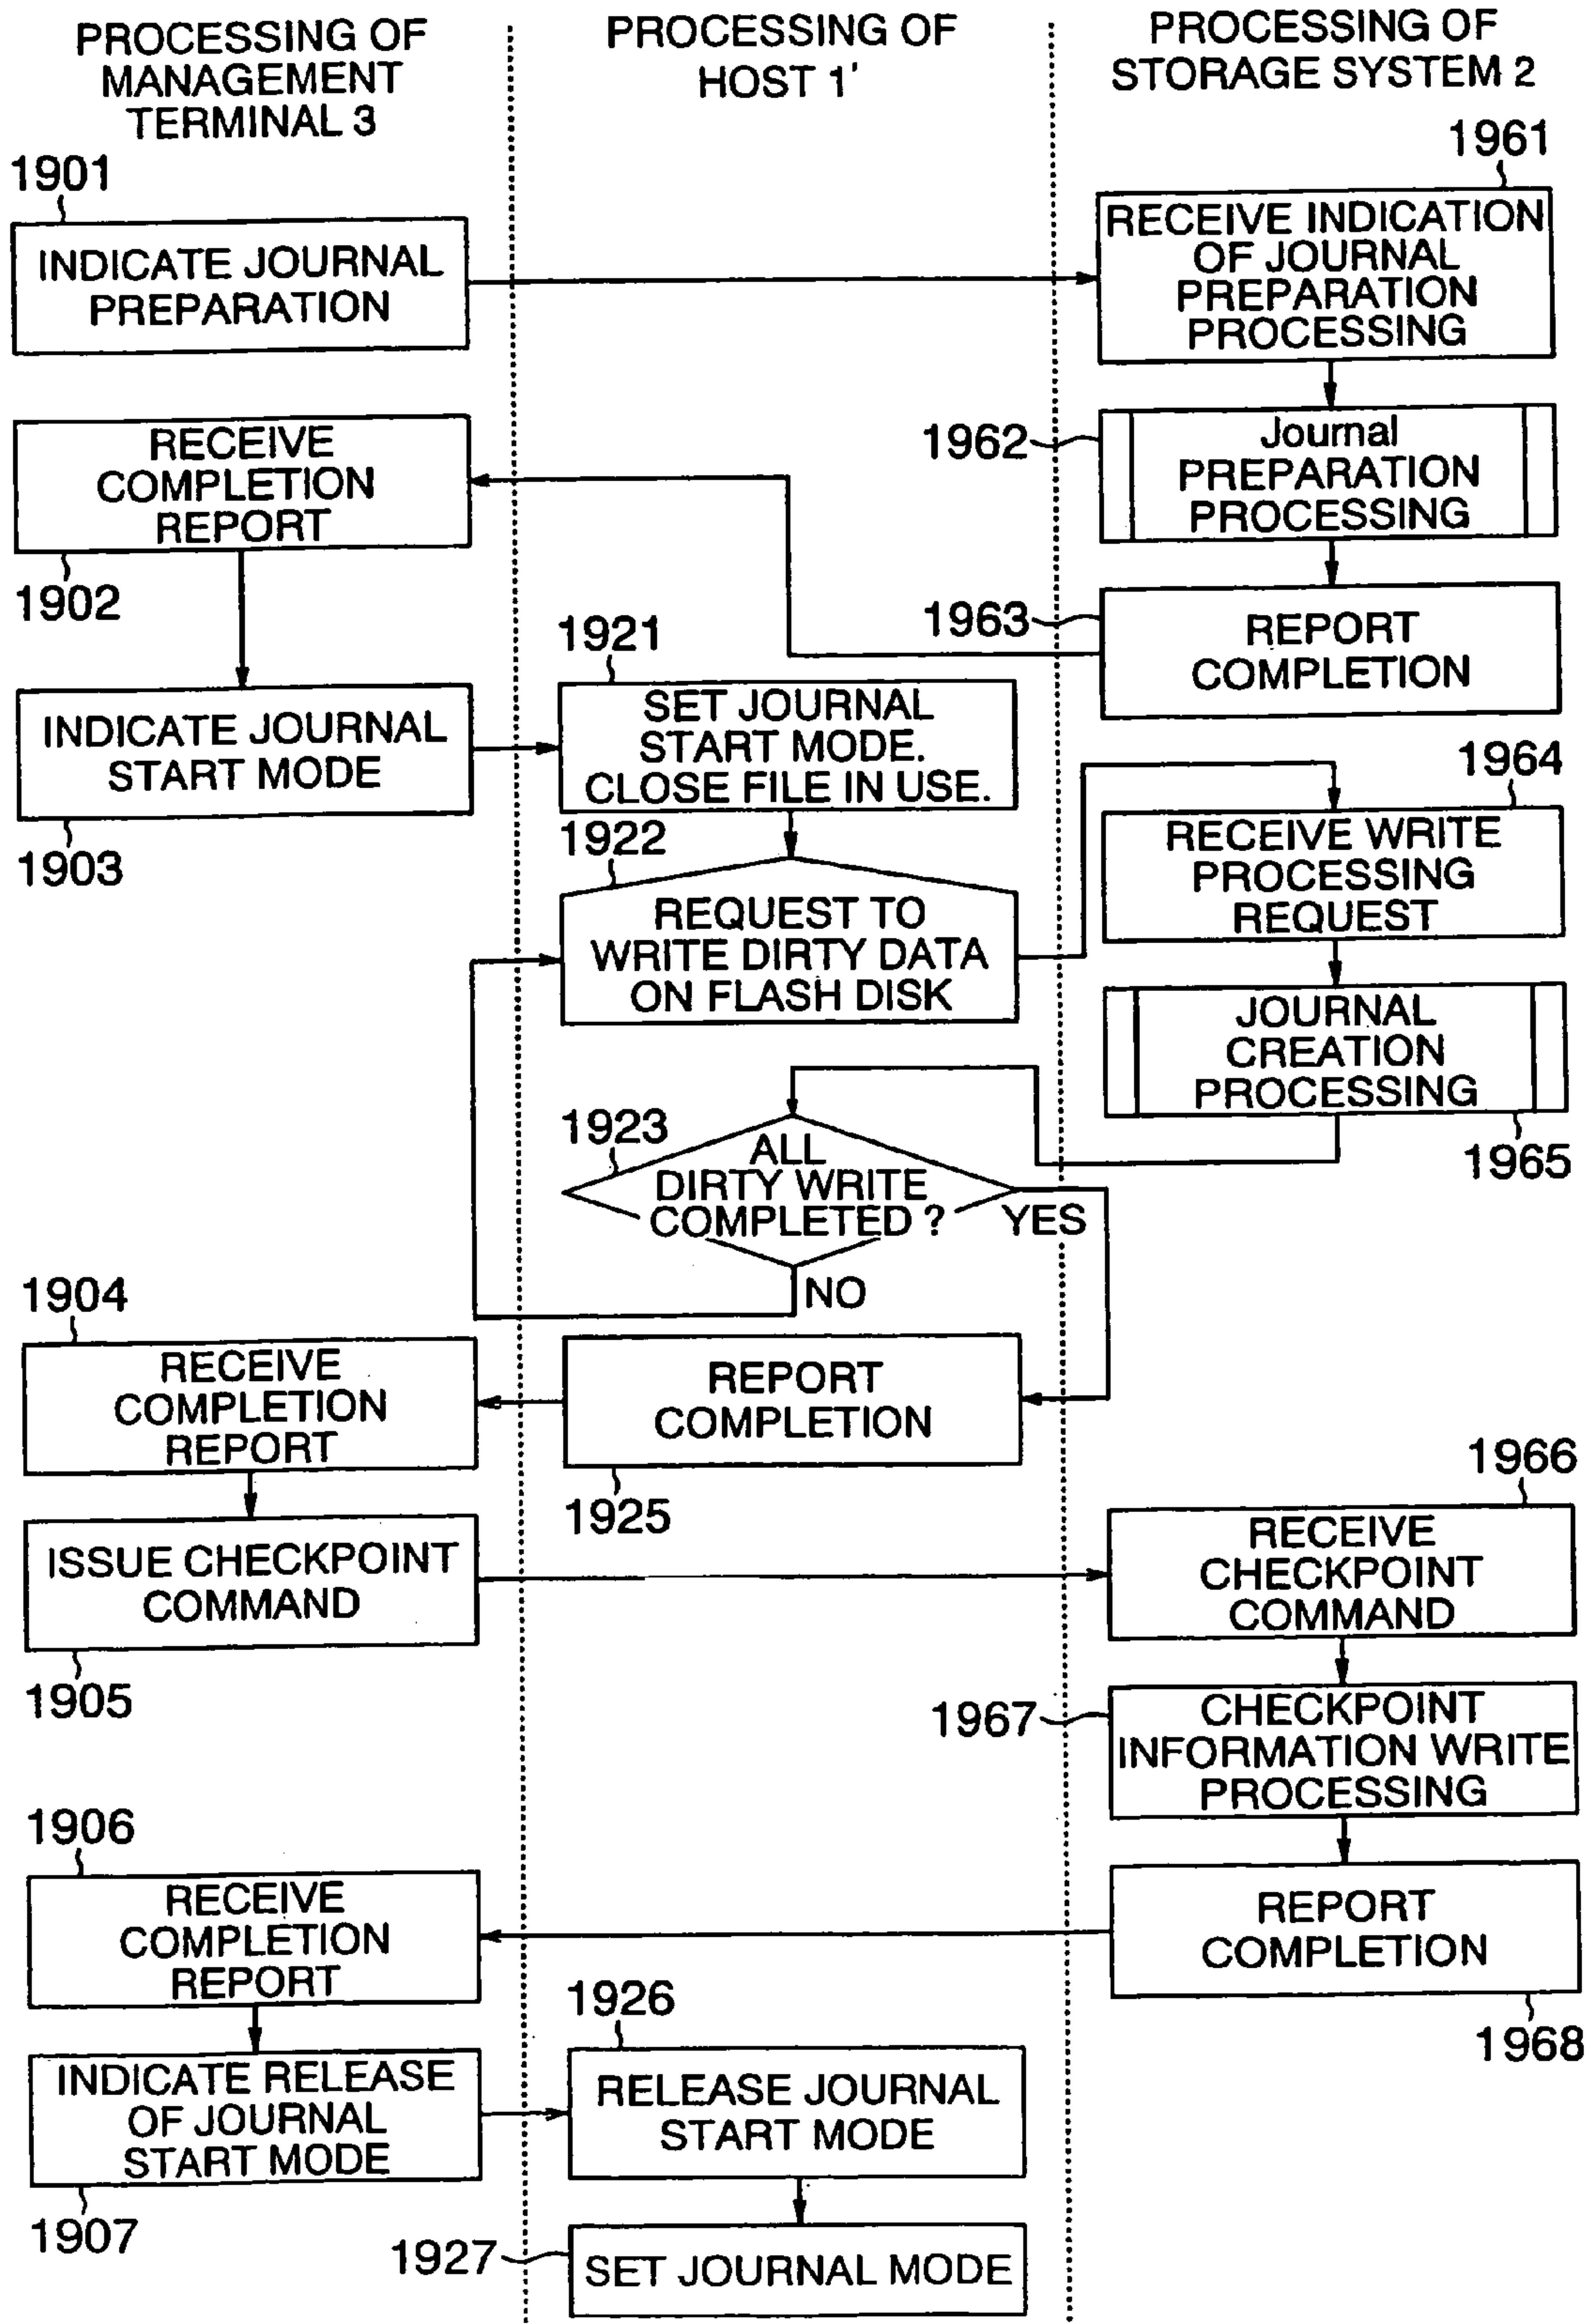 PROCESSING OF
MANAGEMENT
TERMINAL 3
PROCESSING OF
HOST 1'
PROCESSING OF
STORAGE SYSTEM 2
1901
INDICATE JOURNAL
PREPARATION
1961
RECEIVE INDICATION
OF JOURNAL
PREPARATION
PROCESSING
RECEIVE
COMPLETION
REPORT
1902
1962
Journal
PREPARATION
PROCESSING
1963
REPORT
COMPLETION
INDICATE JOURNAL
START MODE
1903
1921
SET JOURNAL
START MODE.
CLOSE FILE IN USE.
1922
REQUEST TO
WRITE DIRTY DATA
ON FLASH DISK
1964
RECEIVE WRITE
PROCESSING
REQUEST
JOURNAL
CREATION
PROCESSING
1965
1923
ALL
DIRTY WRITE
COMPLETED ?
YES
NO
1904
RECEIVE
COMPLETION
REPORT
REPORT
COMPLETION
1925
ISSUE CHECKPOINT
COMMAND
1905
1966
RECEIVE
CHECKPOINT
COMMAND
1967
CHECKPOINT
INFORMATION WRITE
PROCESSING
1906
RECEIVE
COMPLETION
REPORT
REPORT
COMPLETION
1968
INDICATE RELEASE
OF JOURNAL
START MODE
1907
1926
RELEASE JOURNAL
START MODE
1927
SET JOURNAL MODE